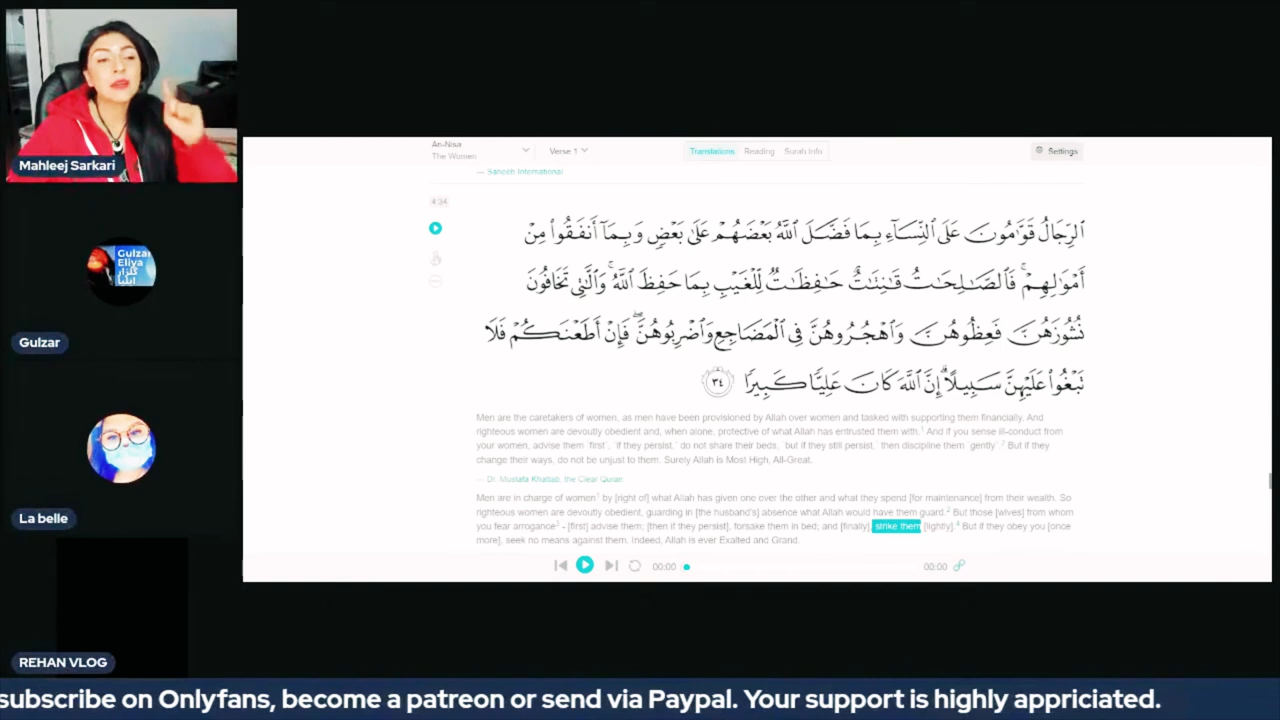 Mahleej Sarkari
Gulzar
Eliya
گلزار
ایلیا
Gulzar
La belle
REHAN VLOG
An-Nisa
The Women
Verse 1
Translations Reading Surah Info
Settings
— Saheeh International
4:34
ٱلرِّجَالُ قَوَّٰمُونَ عَلَى ٱلنِّسَآءِ بِمَا فَضَّلَ ٱللَّهُ بَعْضَهُمْ عَلَىٰ بَعْضٍ وَبِمَآ أَنفَقُوا۟ مِنْ
أَمْوَٰلِهِمْ ۚ فَٱلصَّـٰلِحَـٰتُ قَـٰنِتَـٰتٌ حَـٰفِظَـٰتٌ لِّلْغَيْبِ بِمَا حَفِظَ ٱللَّهُ ۚ وَٱلَّـٰتِى تَخَافُونَ
نُشُوزَهُنَّ فَعِظُوهُنَّ وَٱهْجُرُوهُنَّ فِى ٱلْمَضَاجِعِ وَٱضْرِبُوهُنَّ ۖ فَإِنْ أَطَعْنَكُمْ فَلَا
تَبْغُوا۟ عَلَيْهِنَّ سَبِيلًا ۗ إِنَّ ٱللَّهَ كَانَ عَلِيًّا كَبِيرًا ٣٤
Men are the caretakers of women, as men have been provisioned by Allah over women and tasked with supporting them financially. And
righteous women are devoutly obedient and, when alone, protective of what Allah has entrusted them with.1 And if you sense ill-conduct from
your women, advise them ˹first˺, ˹if they persist,˺ do not share their beds, ˹but if they still persist,˺ then discipline them ˹gently˺.2 But if they
change their ways, do not be unjust to them. Surely Allah is Most High, All-Great.
— Dr. Mustafa Khattab, the Clear Quran
Men are in charge of women1 by [right of] what Allah has given one over the other and what they spend [for maintenance] from their wealth. So
righteous women are devoutly obedient, guarding in [the husband's] absence what Allah would have them guard.2 But those [wives] from whom
you fear arrogance3 - [first] advise them; [then if they persist], forsake them in bed; and [finally], strike them [lightly].4 But if they obey you [once
more], seek no means against them. Indeed, Allah is ever Exalted and Grand.
00:00 00:00
subscribe on Onlyfans, become a patreon or send via Paypal. Your support is highly appriciated.